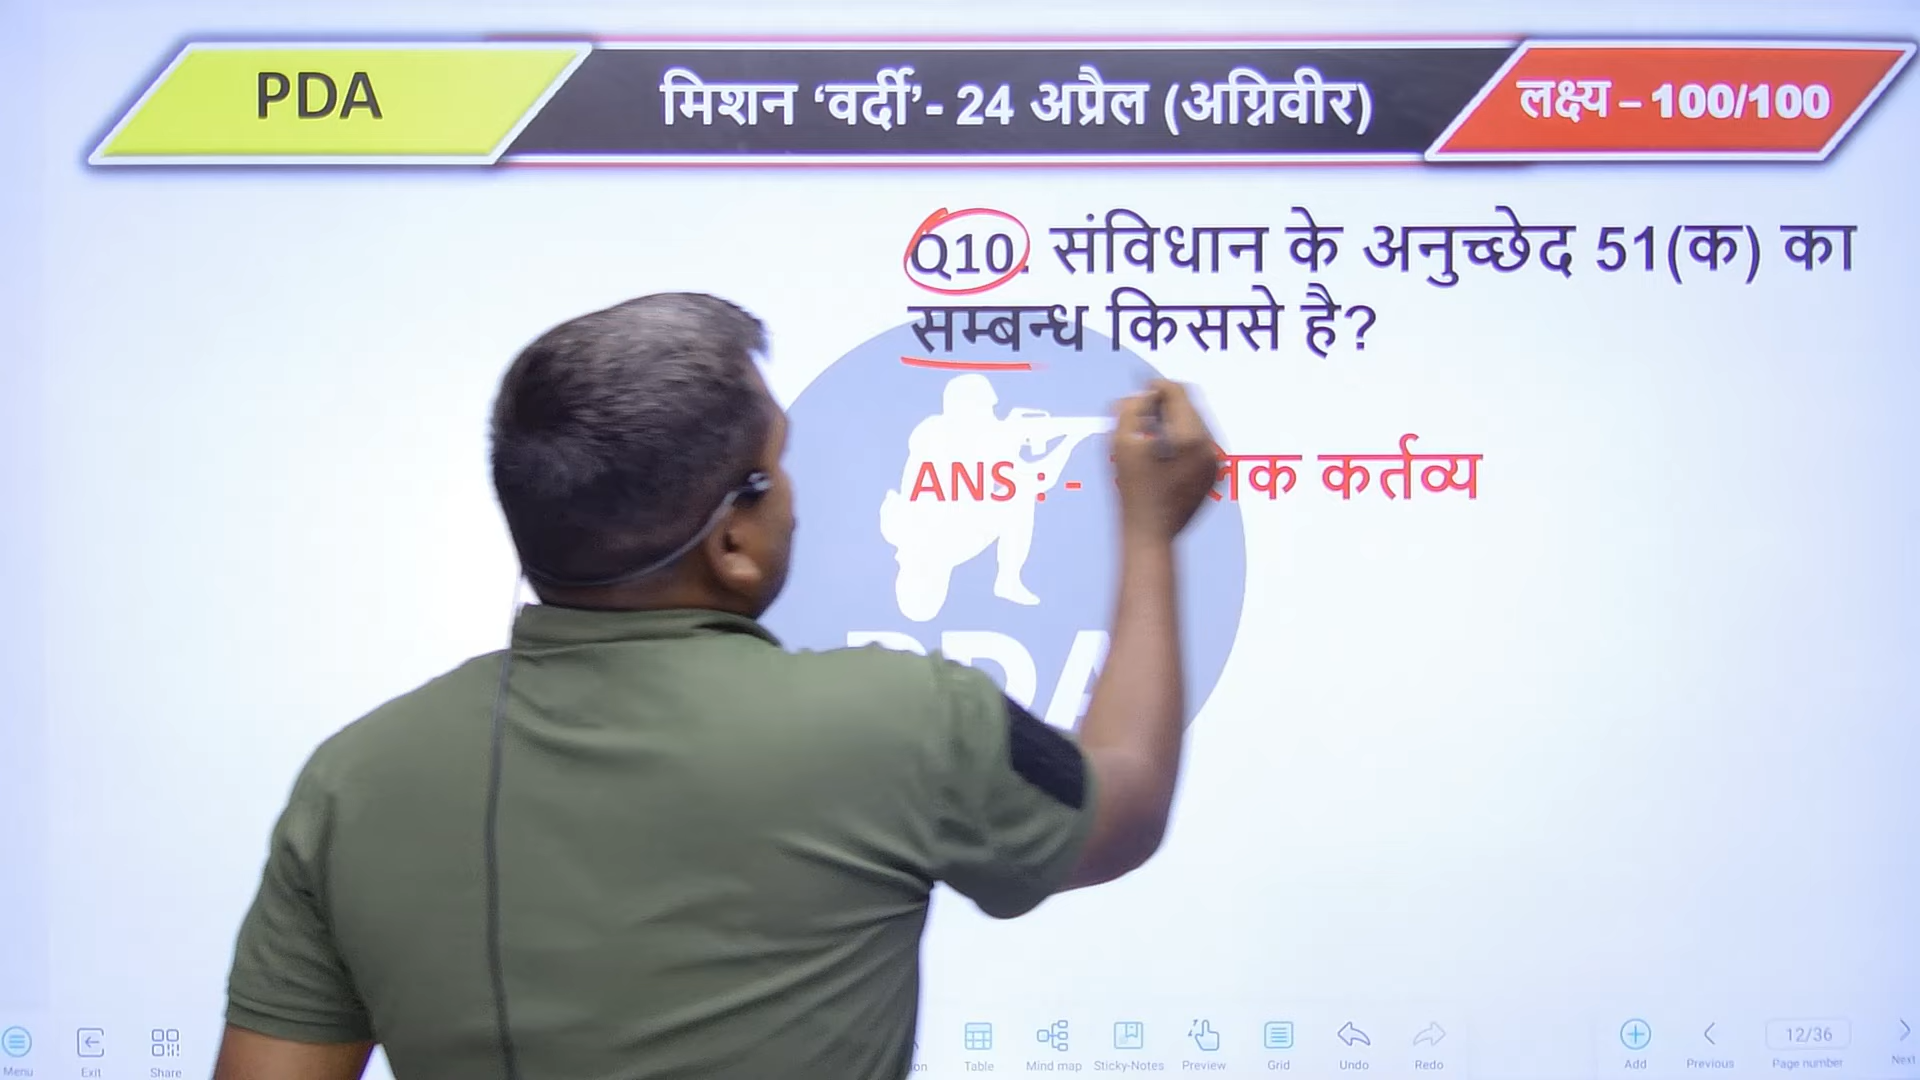 PDA
मिशन ‘वर्दी’- 24 अप्रैल (अग्निवीर)
लक्ष्य – 100/100
Q10. संविधान के अनुच्छेद 51(क) का
सम्बन्ध किससे है?
ANS : - कर्तव्य
PDA
Menu
Exit
Share
Table
Mind map
Sticky-Notes
Preview
Grid
Undo
Redo
Add
Previous
12/36
Page number
Next